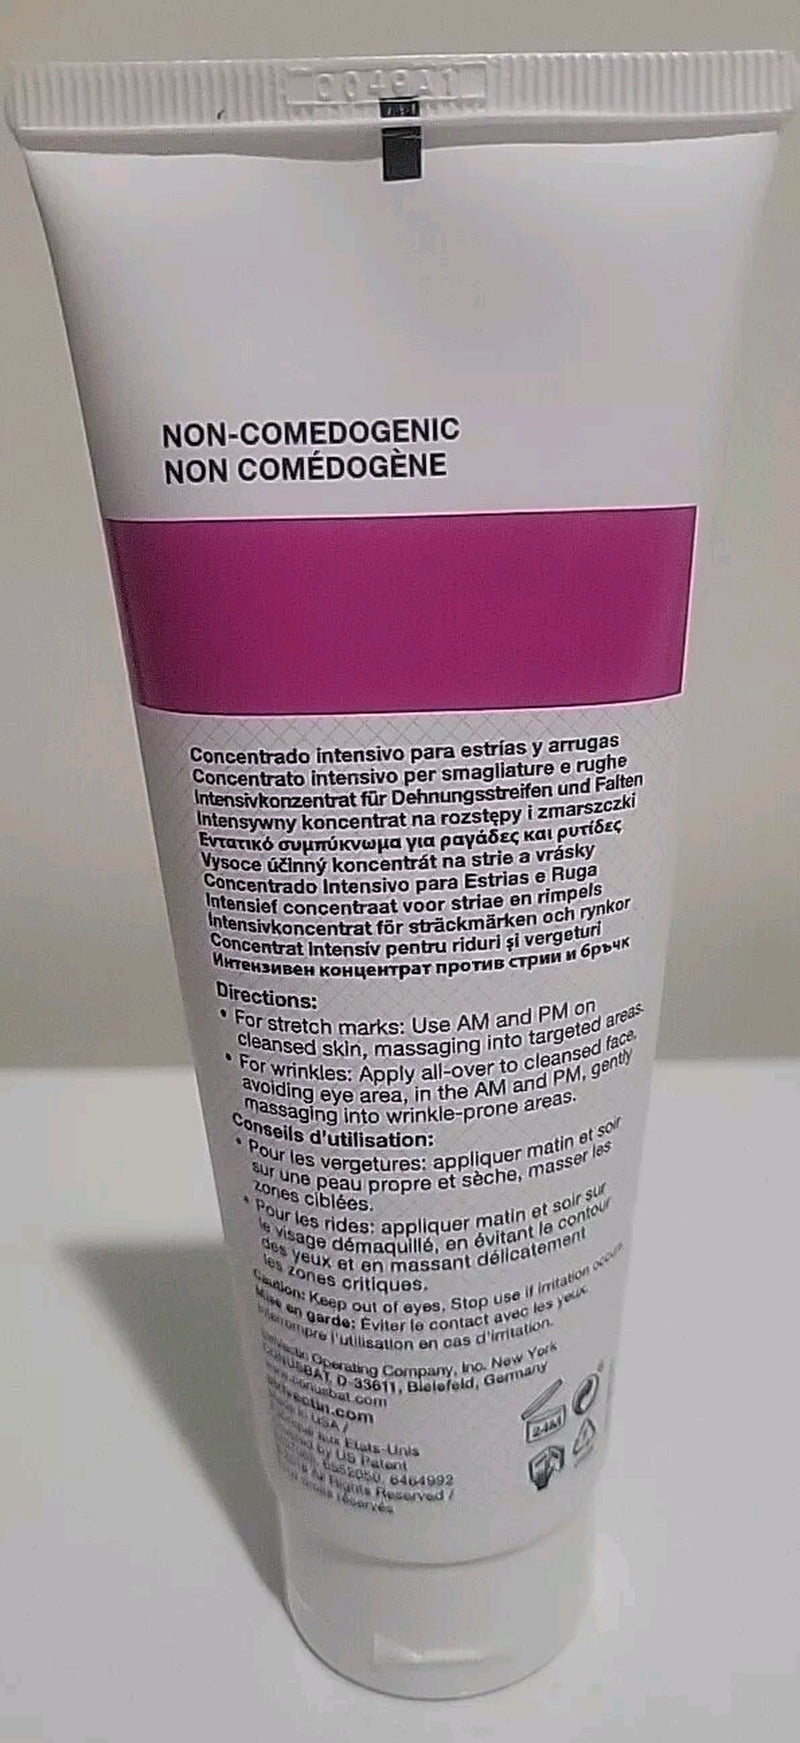 NON-COMEDOGENIC
NON COMÉDOGÈNE
Concentrado intensivo para estrías y arrugas
Concentrato intensivo per smagliature e rughe
Intensivkonzentrat für Dehnungsstreifen und Falten
Intensywny koncentrat na rozstępy i zmarszczki
Εντατικό συμπύκνωμα για ραγάδες και ρυτίδες
Vysoce účinný koncentrát na strie a vrásky
Concentrado Intensivo para Estrias e Ruga
Intensief concentraat voor striae en rimpels
Intensivkoncentrat för sträckmärken och rynkor
Concentrat intensiv pentru riduri și vergeturi
Интензивен концентрат против стрии и бръчк
Directions:
• For stretch marks: Use AM and PM on
cleansed skin, massaging into targeted areas.
• For wrinkles: Apply all-over to cleansed face,
avoiding eye area, in the AM and PM, gently
massaging into wrinkle-prone areas.
Conseils d'utilisation:
• Pour les vergetures: appliquer matin et soir
sur une peau propre et sèche, masser les
zones ciblées.
• Pour les rides: appliquer matin et soir sur
le visage démaquillé, en évitant le contour
des yeux et en massant délicatement
les zones critiques.
Caution: Keep out of eyes. Stop use if irritation
Mise en garde: Éviter le contact avec les yeux.
l'utilisation en cas d'irritation.
Operating Company, Inc. New York
CONUSBAT, D-33611, Bielefeld, Germany
www.conusbat.com
USA /
aux États-Unis
by US Patent
6464992
Rights Reserved /
réservés
24M